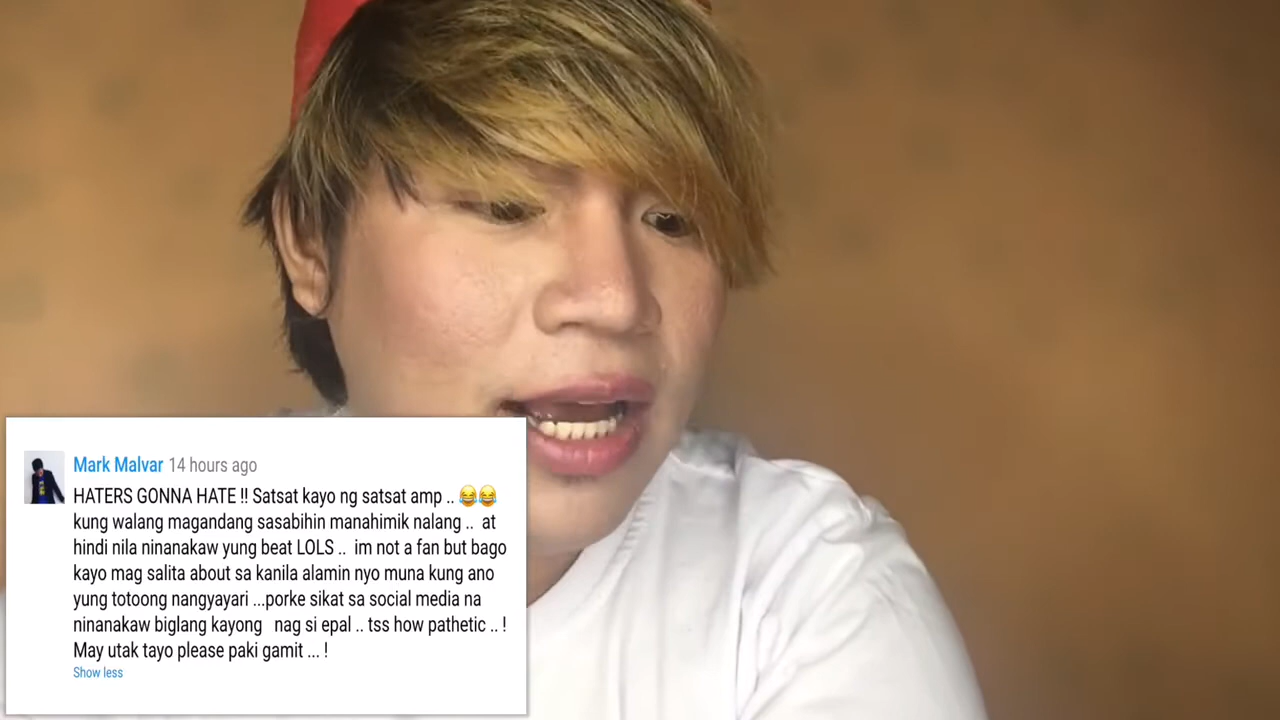 Mark Malvar 14 hours ago
HATERS GONNA HATE !! Satsat kayo ng satsat amp .. 😂😂
kung walang magandang sasabihin manahimik nalang .. at
hindi nila ninanakaw yung beat LOLS .. im not a fan but bago
kayo mag salita about sa kanila alamin nyo muna kung ano
yung totoong nangyayari ...porke sikat sa social media na
ninanakaw biglang kayong nag si epal .. tss how pathetic .. !
May utak tayo please paki gamit ... !
Show less